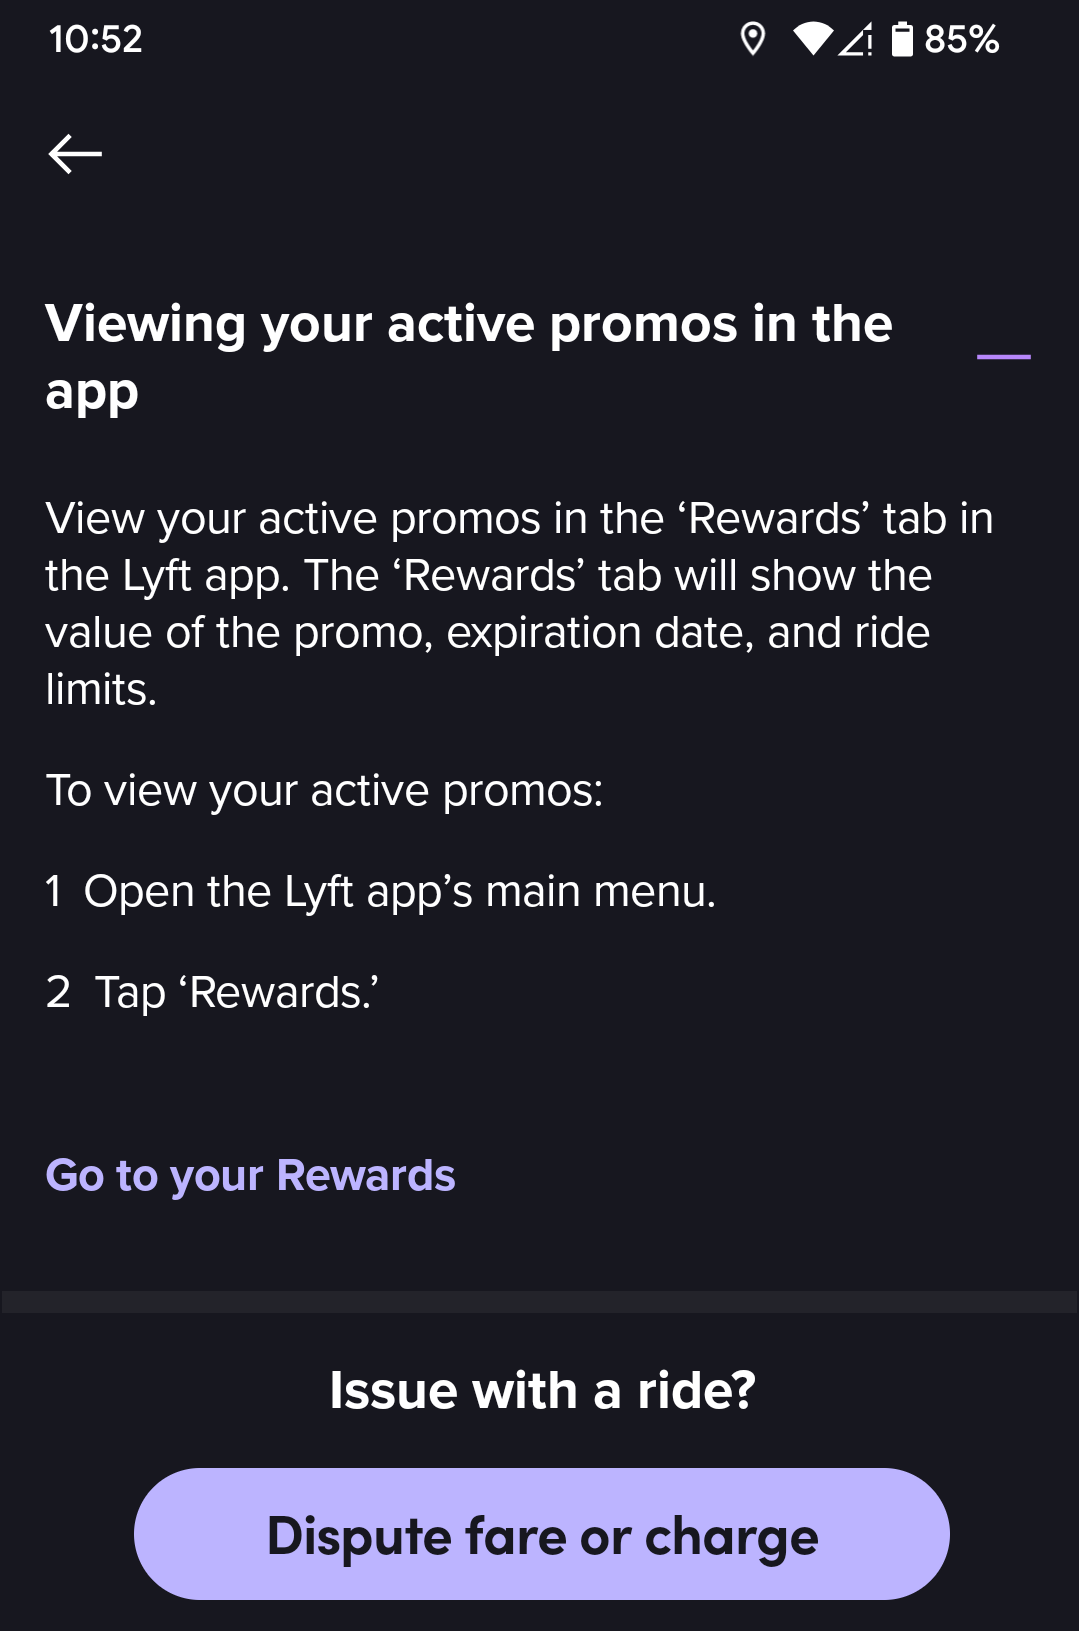 10:52
85%
Viewing your active promos in the
app
View your active promos in the ‘Rewards’ tab in
the Lyft app. The ‘Rewards’ tab will show the
value of the promo, expiration date, and ride
limits.
To view your active promos:
1 Open the Lyft app’s main menu.
2 Tap ‘Rewards.’
Go to your Rewards
Issue with a ride?
Dispute fare or charge